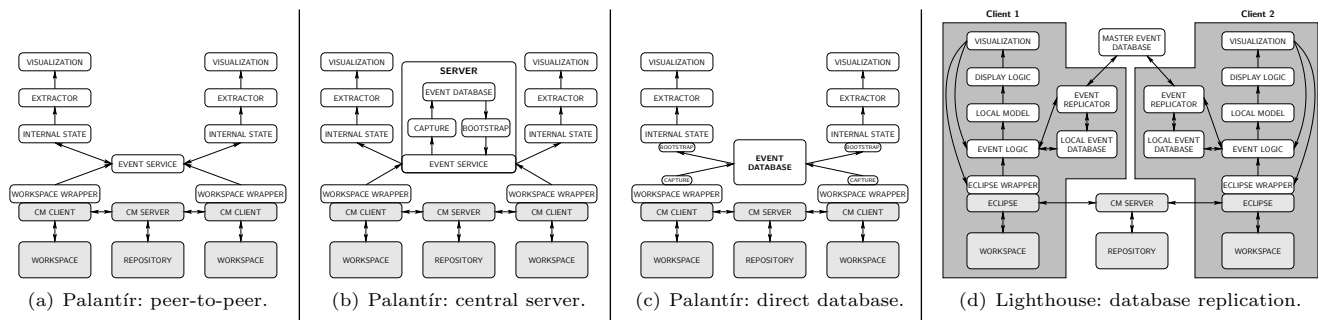 VISUALIZATION
VISUALIZATION
EXTRACTOR
EXTRACTOR
INTERNAL STATE
INTERNAL STATE
EVENT SERVICE
WORKSPACE WRAPPER
WORKSPACE WRAPPER
CM CLIENT
CM SERVER
CM CLIENT
WORKSPACE
REPOSITORY
WORKSPACE
(a) Palantír: peer-to-peer.
VISUALIZATION
SERVER
VISUALIZATION
EVENT DATABASE
EXTRACTOR
EXTRACTOR
CAPTURE
BOOTSTRAP
INTERNAL STATE
INTERNAL STATE
EVENT SERVICE
WORKSPACE WRAPPER
WORKSPACE WRAPPER
CM CLIENT
CM SERVER
CM CLIENT
WORKSPACE
REPOSITORY
WORKSPACE
(b) Palantír: central server.
VISUALIZATION
VISUALIZATION
EXTRACTOR
EXTRACTOR
INTERNAL STATE
INTERNAL STATE
BOOTSTRAP
BOOTSTRAP
EVENT
DATABASE
CAPTURE
CAPTURE
WORKSPACE WRAPPER
WORKSPACE WRAPPER
CM CLIENT
CM SERVER
CM CLIENT
WORKSPACE
REPOSITORY
WORKSPACE
(c) Palantír: direct database.
Client 1
Client 2
VISUALIZATION
MASTER EVENT
DATABASE
VISUALIZATION
DISPLAY LOGIC
DISPLAY LOGIC
EVENT
REPLICATOR
EVENT
REPLICATOR
LOCAL MODEL
LOCAL MODEL
EVENT LOGIC
LOCAL EVENT
DATABASE
LOCAL EVENT
DATABASE
EVENT LOGIC
ECLIPSE WRAPPER
ECLIPSE WRAPPER
ECLIPSE
CM SERVER
ECLIPSE
WORKSPACE
REPOSITORY
WORKSPACE
(d) Lighthouse: database replication.